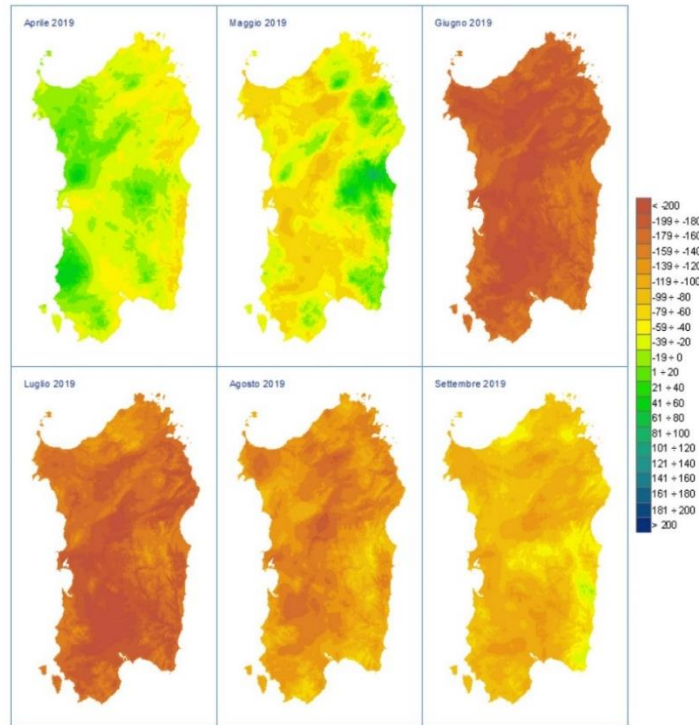 Aprile 2019
Maggio 2019
Giugno 2019
< -200
-199 ÷ -180
-179 ÷ -160
-159 ÷ -140
-139 ÷ -120
-119 ÷ -100
-99 ÷ -80
-79 ÷ -60
-59 ÷ -40
-39 ÷ -20
-19 ÷ 0
1 ÷ 20
21 ÷ 40
41 ÷ 60
61 ÷ 80
81 ÷ 100
101 ÷ 120
121 ÷ 140
141 ÷ 160
161 ÷ 180
181 ÷ 200
> 200
Luglio 2019
Agosto 2019
Settembre 2019